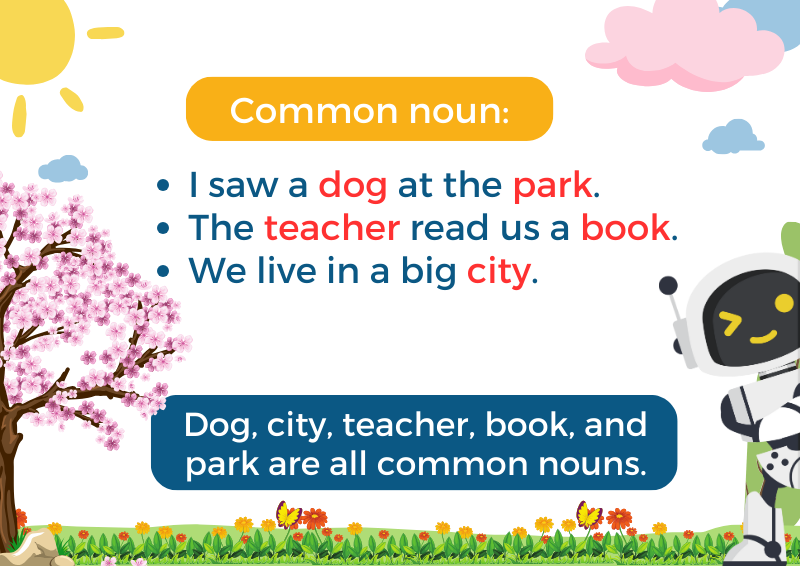 Common noun:
• I saw a dog at the park.
• The teacher read us a book.
• We live in a big city.
Dog, city, teacher, book, and
park are all common nouns.